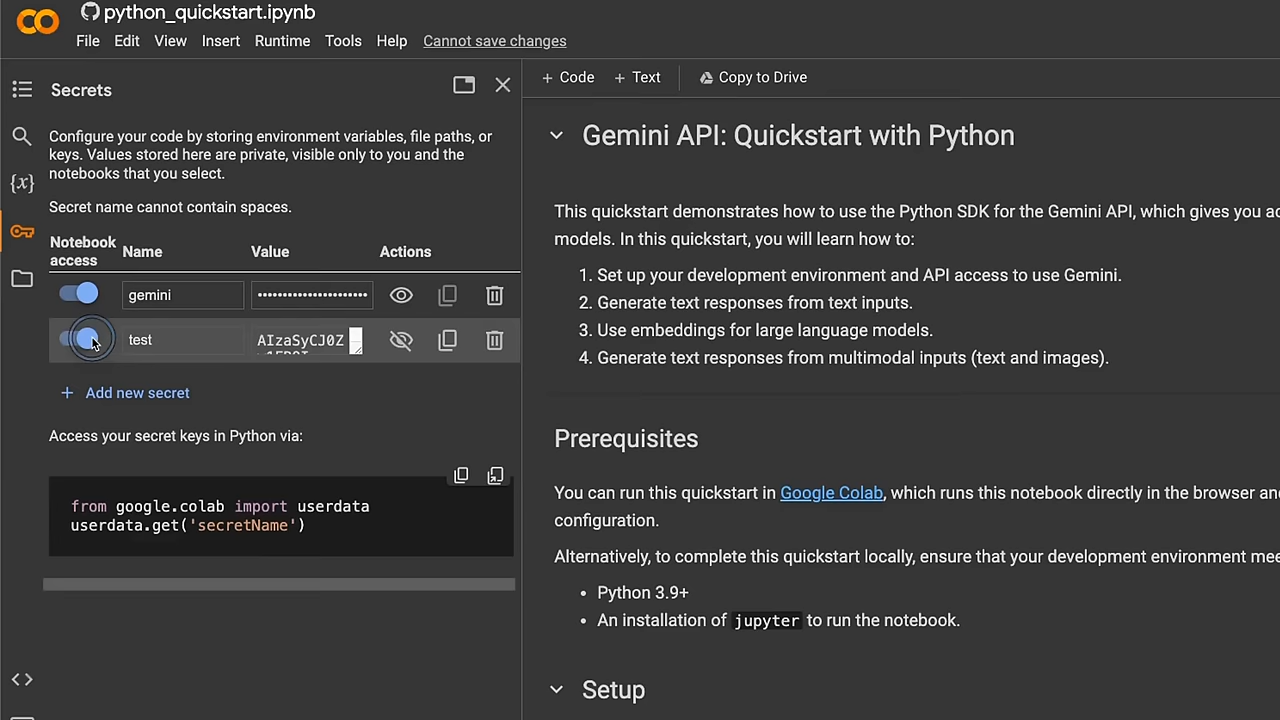 python_quickstart.ipynb
File Edit View Insert Runtime Tools Help Cannot save changes
Secrets
Configure your code by storing environment variables, file paths, or
keys. Values stored here are private, visible only to you and the
notebooks that you select.
Secret name cannot contain spaces.
Notebook
access Name Value Actions
gemini ••••••••••••••••••••••
test AIzaSyCJ0Z
+ Add new secret
Access your secret keys in Python via:
from google.colab import userdata
userdata.get('secretName')
+ Code + Text Copy to Drive
Gemini API: Quickstart with Python
This quickstart demonstrates how to use the Python SDK for the Gemini API, which gives you
models. In this quickstart, you will learn how to:
1. Set up your development environment and API access to use Gemini.
2. Generate text responses from text inputs.
3. Use embeddings for large language models.
4. Generate text responses from multimodal inputs (text and images).
Prerequisites
You can run this quickstart in Google Colab, which runs this notebook directly in the browser
configuration.
Alternatively, to complete this quickstart locally, ensure that your development environment
• Python 3.9+
• An installation of jupyter to run the notebook.
Setup